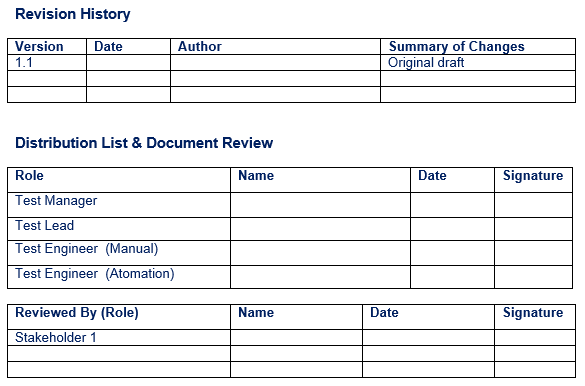 Revision History
Version Date Author Summary of Changes
1.1 Original draft
Distribution List & Document Review
Role Name Date Signature
Test Manager
Test Lead
Test Engineer (Manual)
Test Engineer (Atomation)
Reviewed By (Role) Name Date Signature
Stakeholder 1